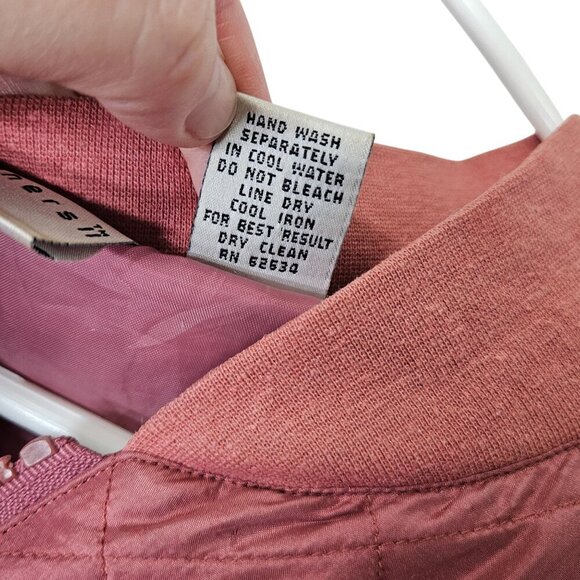 HAND WASH
SEPARATELY
IN COOL WATER
DO NOT BLEACH
LINE DRY
COOL IRON
FOR BEST RESULT
DRY CLEAN
RN 62634